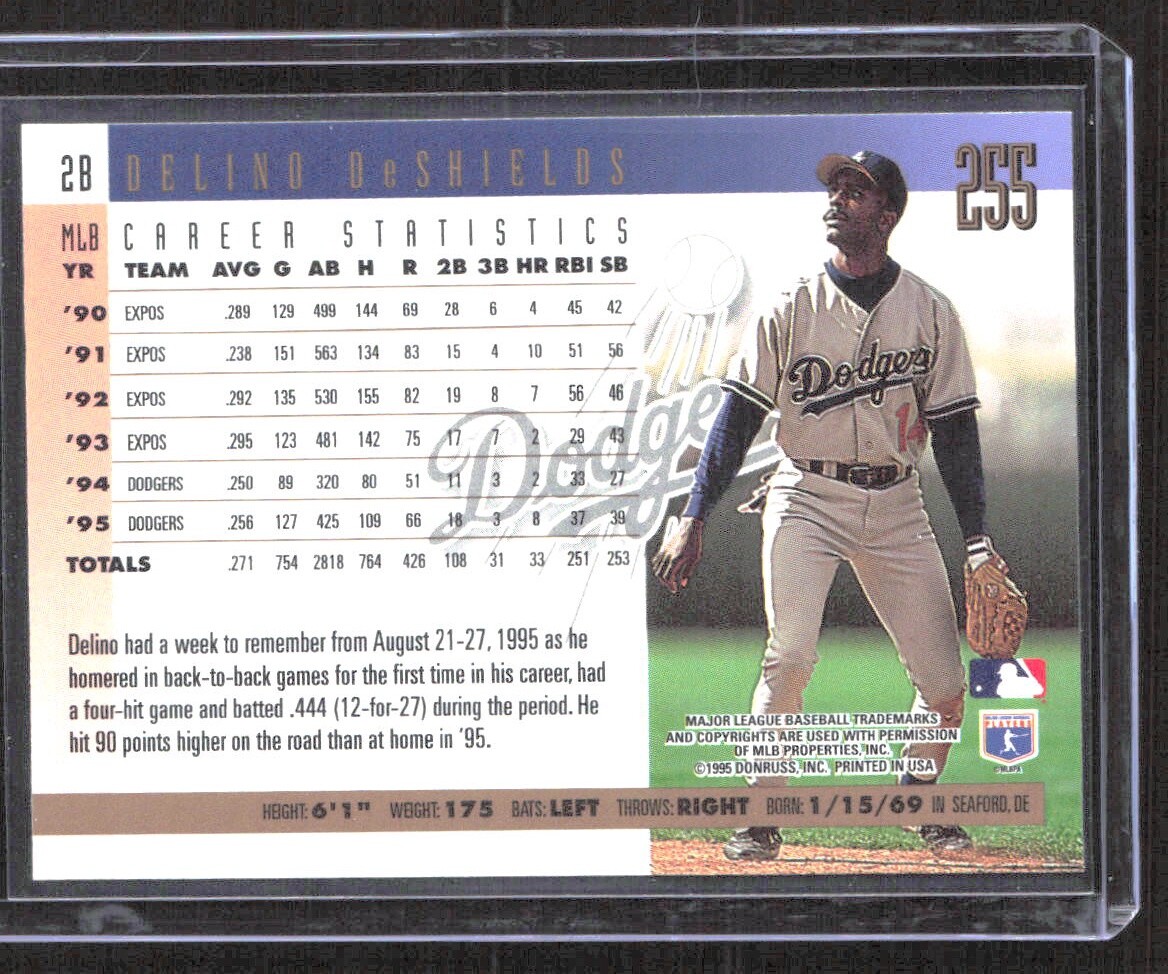 2B DELINO DeSHIELDS 255
MLB CAREER STATISTICS
YR TEAM AVG G AB H R 2B 3B HR RBI SB
'90 EXPOS .289 129 499 144 69 28 6 4 45 42
'91 EXPOS .238 151 563 134 83 15 4 10 51 56
'92 EXPOS .292 135 530 155 82 19 8 7 56 46
'93 EXPOS .295 123 481 142 75 17 7 2 29 43
'94 DODGERS .250 89 320 80 51 11 3 2 33 27
'95 DODGERS .256 127 425 109 66 18 3 8 37 39
TOTALS .271 754 2818 764 426 108 31 33 251 253
Dodgers
Dodgers
14
Delino had a week to remember from August 21-27, 1995 as he
homered in back-to-back games for the first time in his career, had
a four-hit game and batted .444 (12-for-27) during the period. He
hit 90 points higher on the road than at home in '95.
MAJOR LEAGUE BASEBALL TRADEMARKS
AND COPYRIGHTS ARE USED WITH PERMISSION
OF MLB PROPERTIES, INC.
©1995 DONRUSS, INC. PRINTED IN USA
PLAYERS
©MLBPA
HEIGHT: 6'1" WEIGHT: 175 BATS: LEFT THROWS: RIGHT BORN: 1/15/69 IN SEAFORD, DE